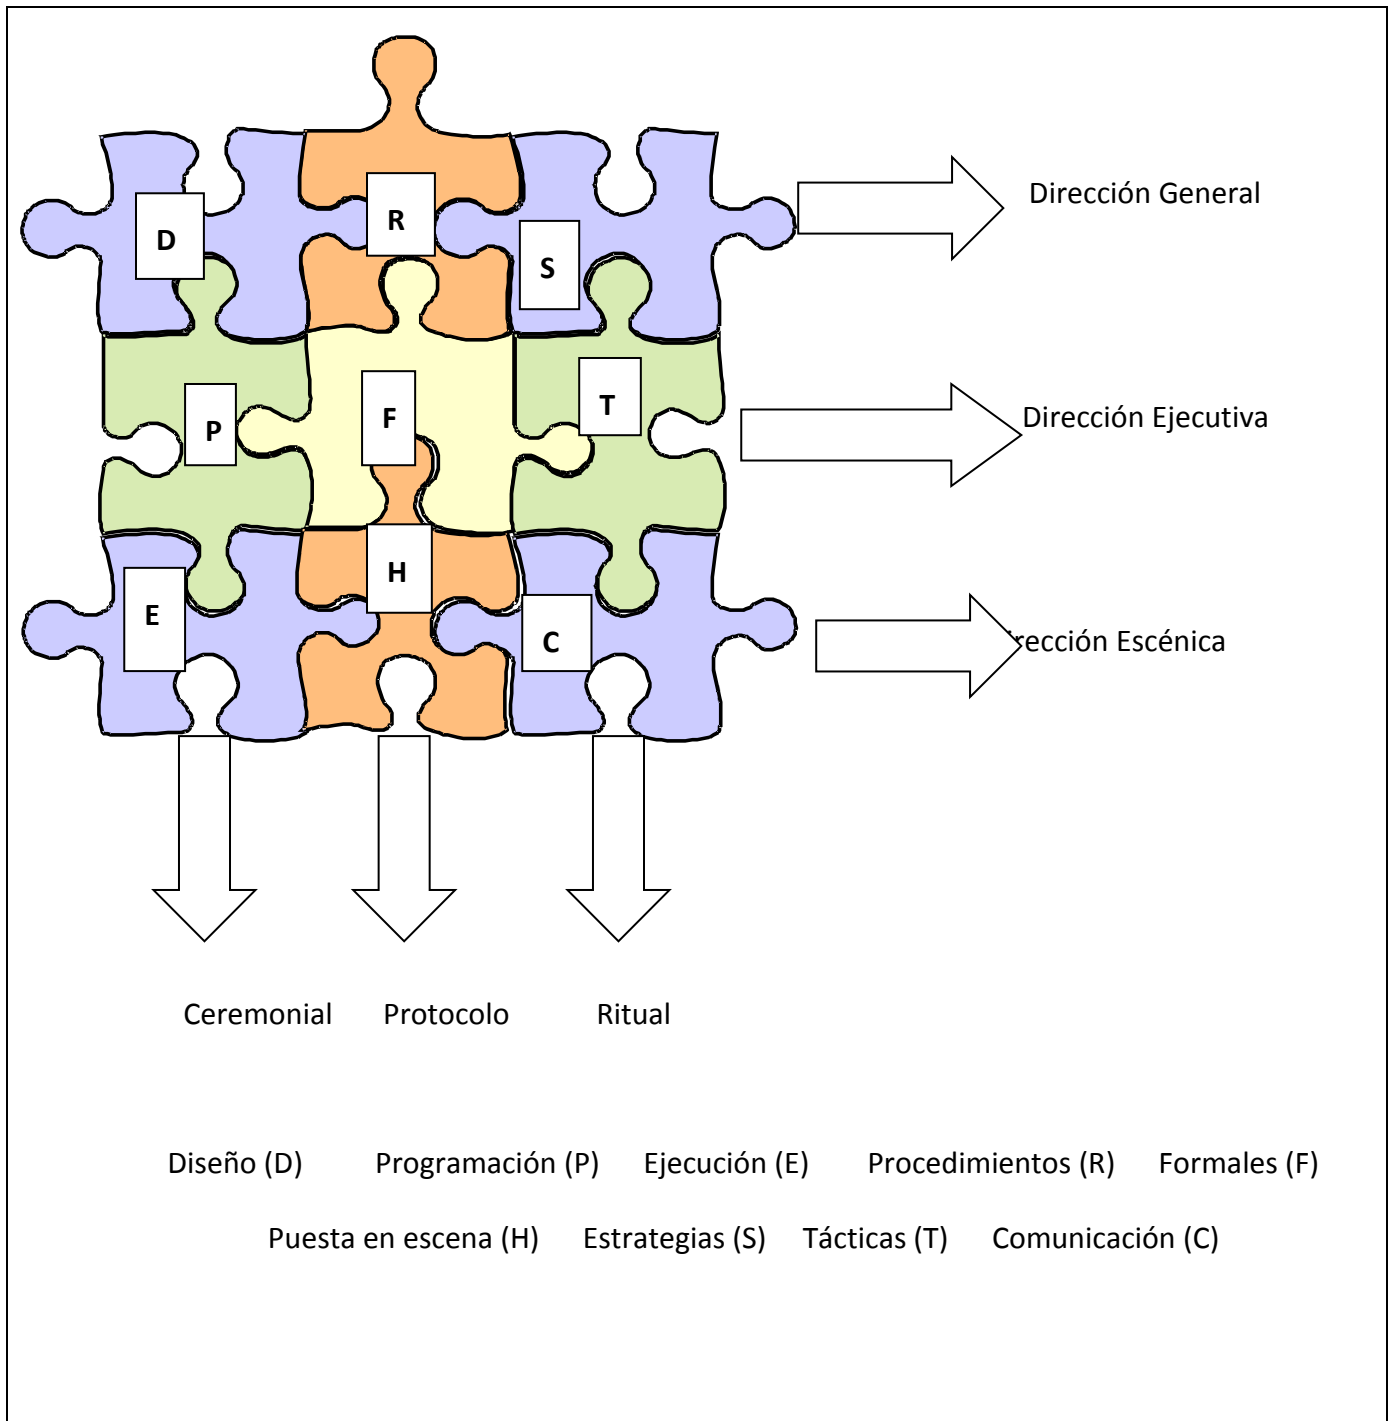 R
D
S
Dirección General
T
P
F
Dirección Ejecutiva
H
E
C
rección Escénica
Ceremonial Protocolo Ritual
Diseño (D) Programación (P) Ejecución (E) Procedimientos (R) Formales (F)
Puesta en escena (H) Estrategias (S) Tácticas (T) Comunicación (C)